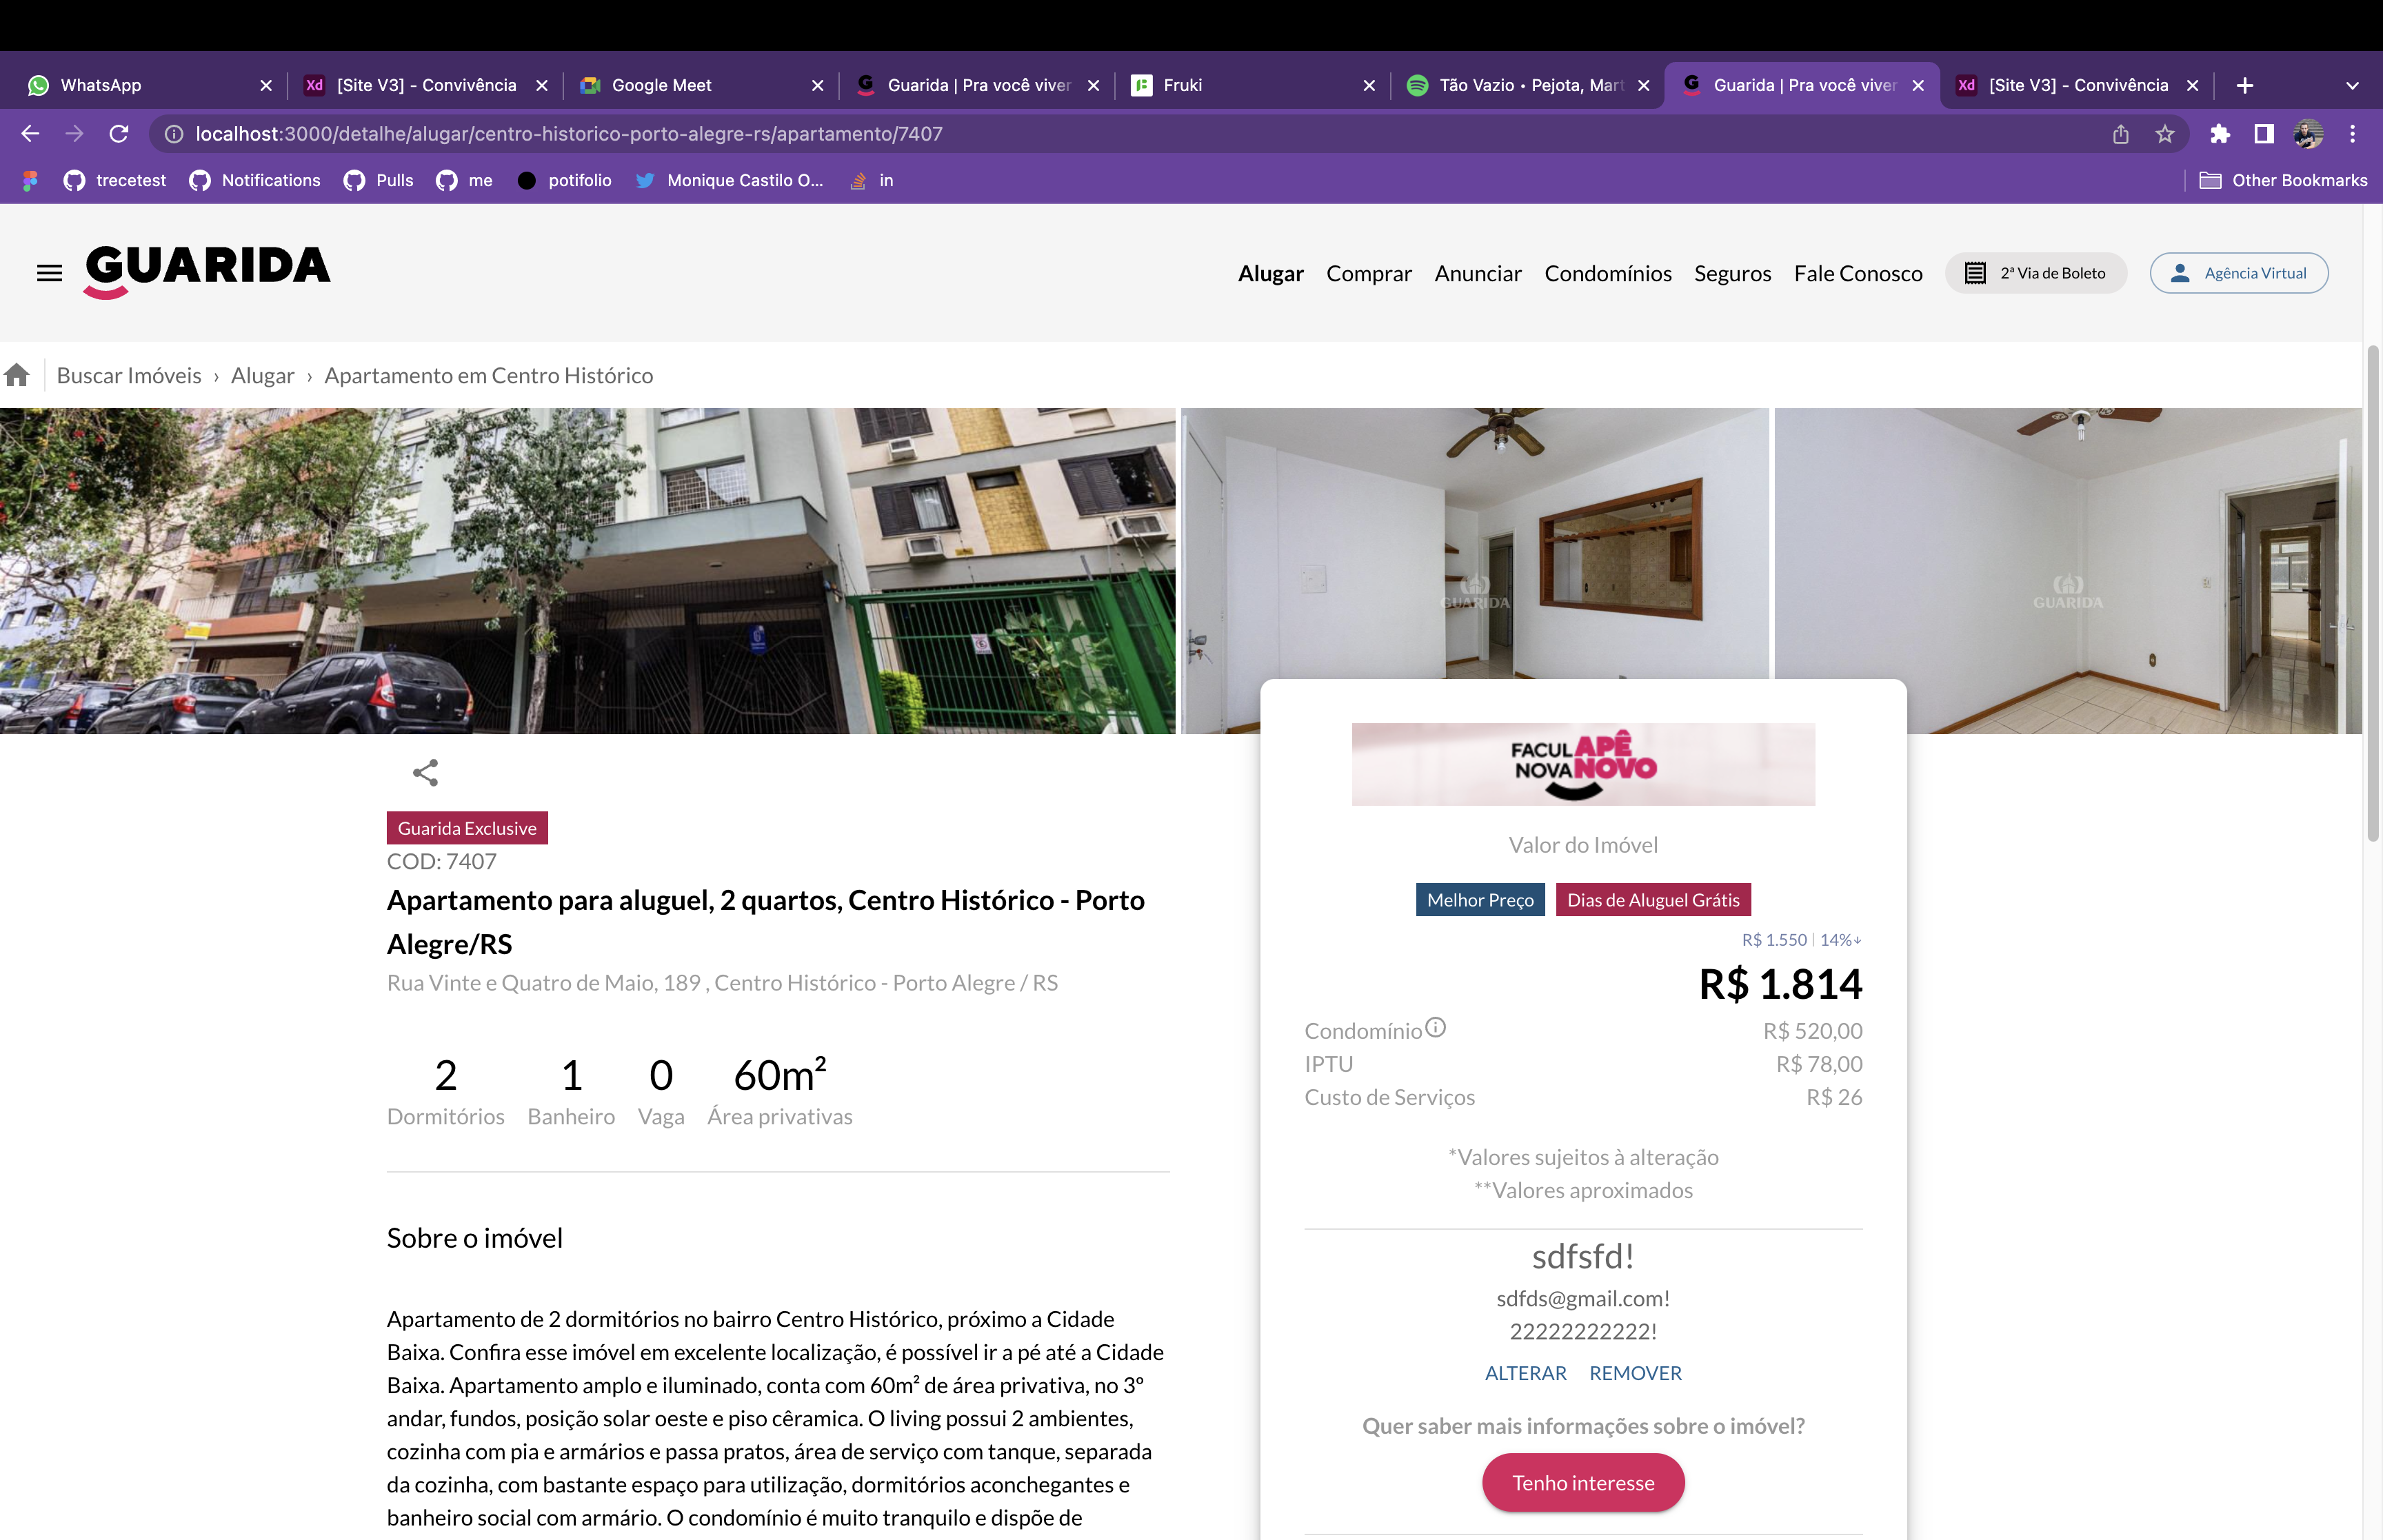 WhatsApp
[Site V3] - Convivência
Google Meet
Guarida | Pra você viver
Fruki
Tão Vazio • Pejota, Mart
Guarida | Pra você viver
[Site V3] - Convivência
localhost:3000/detalhe/alugar/centro-historico-porto-alegre-rs/apartamento/7407
trecetest
Notifications
Pulls
me
potifolio
Monique Castilo O...
in
Other Bookmarks
GUARIDA
Alugar
Comprar
Anunciar
Condomínios
Seguros
Fale Conosco
2ª Via de Boleto
Agência Virtual
Buscar Imóveis › Alugar › Apartamento em Centro Histórico
GUARIDA
GUARIDA
Guarida Exclusive
COD: 7407
Apartamento para aluguel, 2 quartos, Centro Histórico - Porto
Alegre/RS
Rua Vinte e Quatro de Maio, 189 , Centro Histórico - Porto Alegre / RS
2 1 0 60m²
Dormitórios Banheiro Vaga Área privativas
Sobre o imóvel
Apartamento de 2 dormitórios no bairro Centro Histórico, próximo a Cidade
Baixa. Confira esse imóvel em excelente localização, é possível ir a pé até a Cidade
Baixa. Apartamento amplo e iluminado, conta com 60m² de área privativa, no 3º
andar, fundos, posição solar oeste e piso cêramica. O living possui 2 ambientes,
cozinha com pia e armários e passa pratos, área de serviço com tanque, separada
da cozinha, com bastante espaço para utilização, dormitórios aconchegantes e
banheiro social com armário. O condomínio é muito tranquilo e dispõe de
FACUL APÊ
NOVA NOVO
Valor do Imóvel
Melhor Preço
Dias de Aluguel Grátis
R$ 1.550 | 14%↓
R$ 1.814
Condomínio R$ 520,00
IPTU R$ 78,00
Custo de Serviços R$ 26
*Valores sujeitos à alteração
**Valores aproximados
sdfsfd!
sdfds@gmail.com!
22222222222!
ALTERAR REMOVER
Quer saber mais informações sobre o imóvel?
Tenho interesse